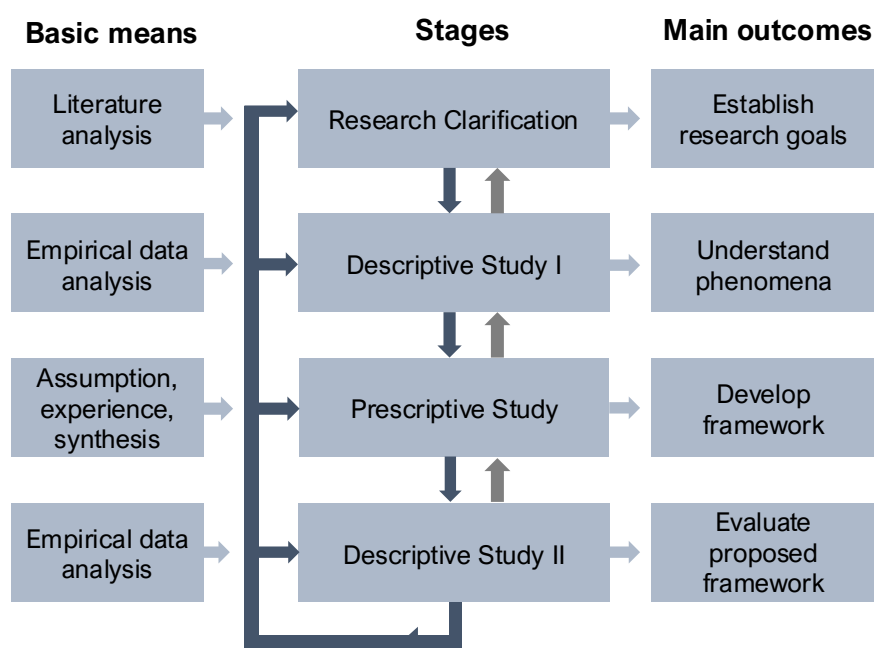 Basic means
Stages
Main outcomes
Literature
analysis
Research Clarification
Establish
research goals
Empirical data
analysis
Descriptive Study I
Understand
phenomena
Assumption,
experience,
synthesis
Prescriptive Study
Develop
framework
Empirical data
analysis
Descriptive Study II
Evaluate
proposed
framework